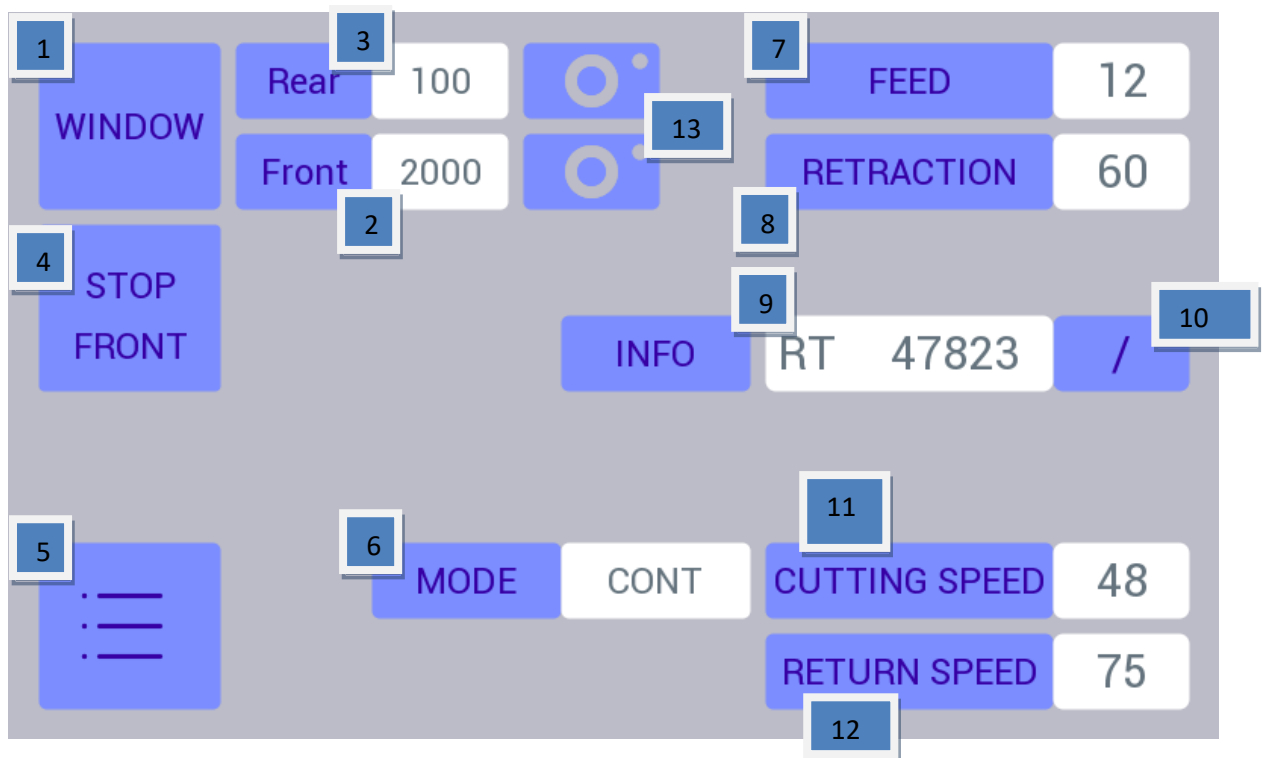 1
3
7
Rear 100
FEED 12
WINDOW
13
Front 2000
RETRACTION 60
2
8
4
STOP
FRONT
9
10
INFO RT 47823 /
11
5
6
MODE CONT
CUTTING SPEED 48
RETURN SPEED 75
12